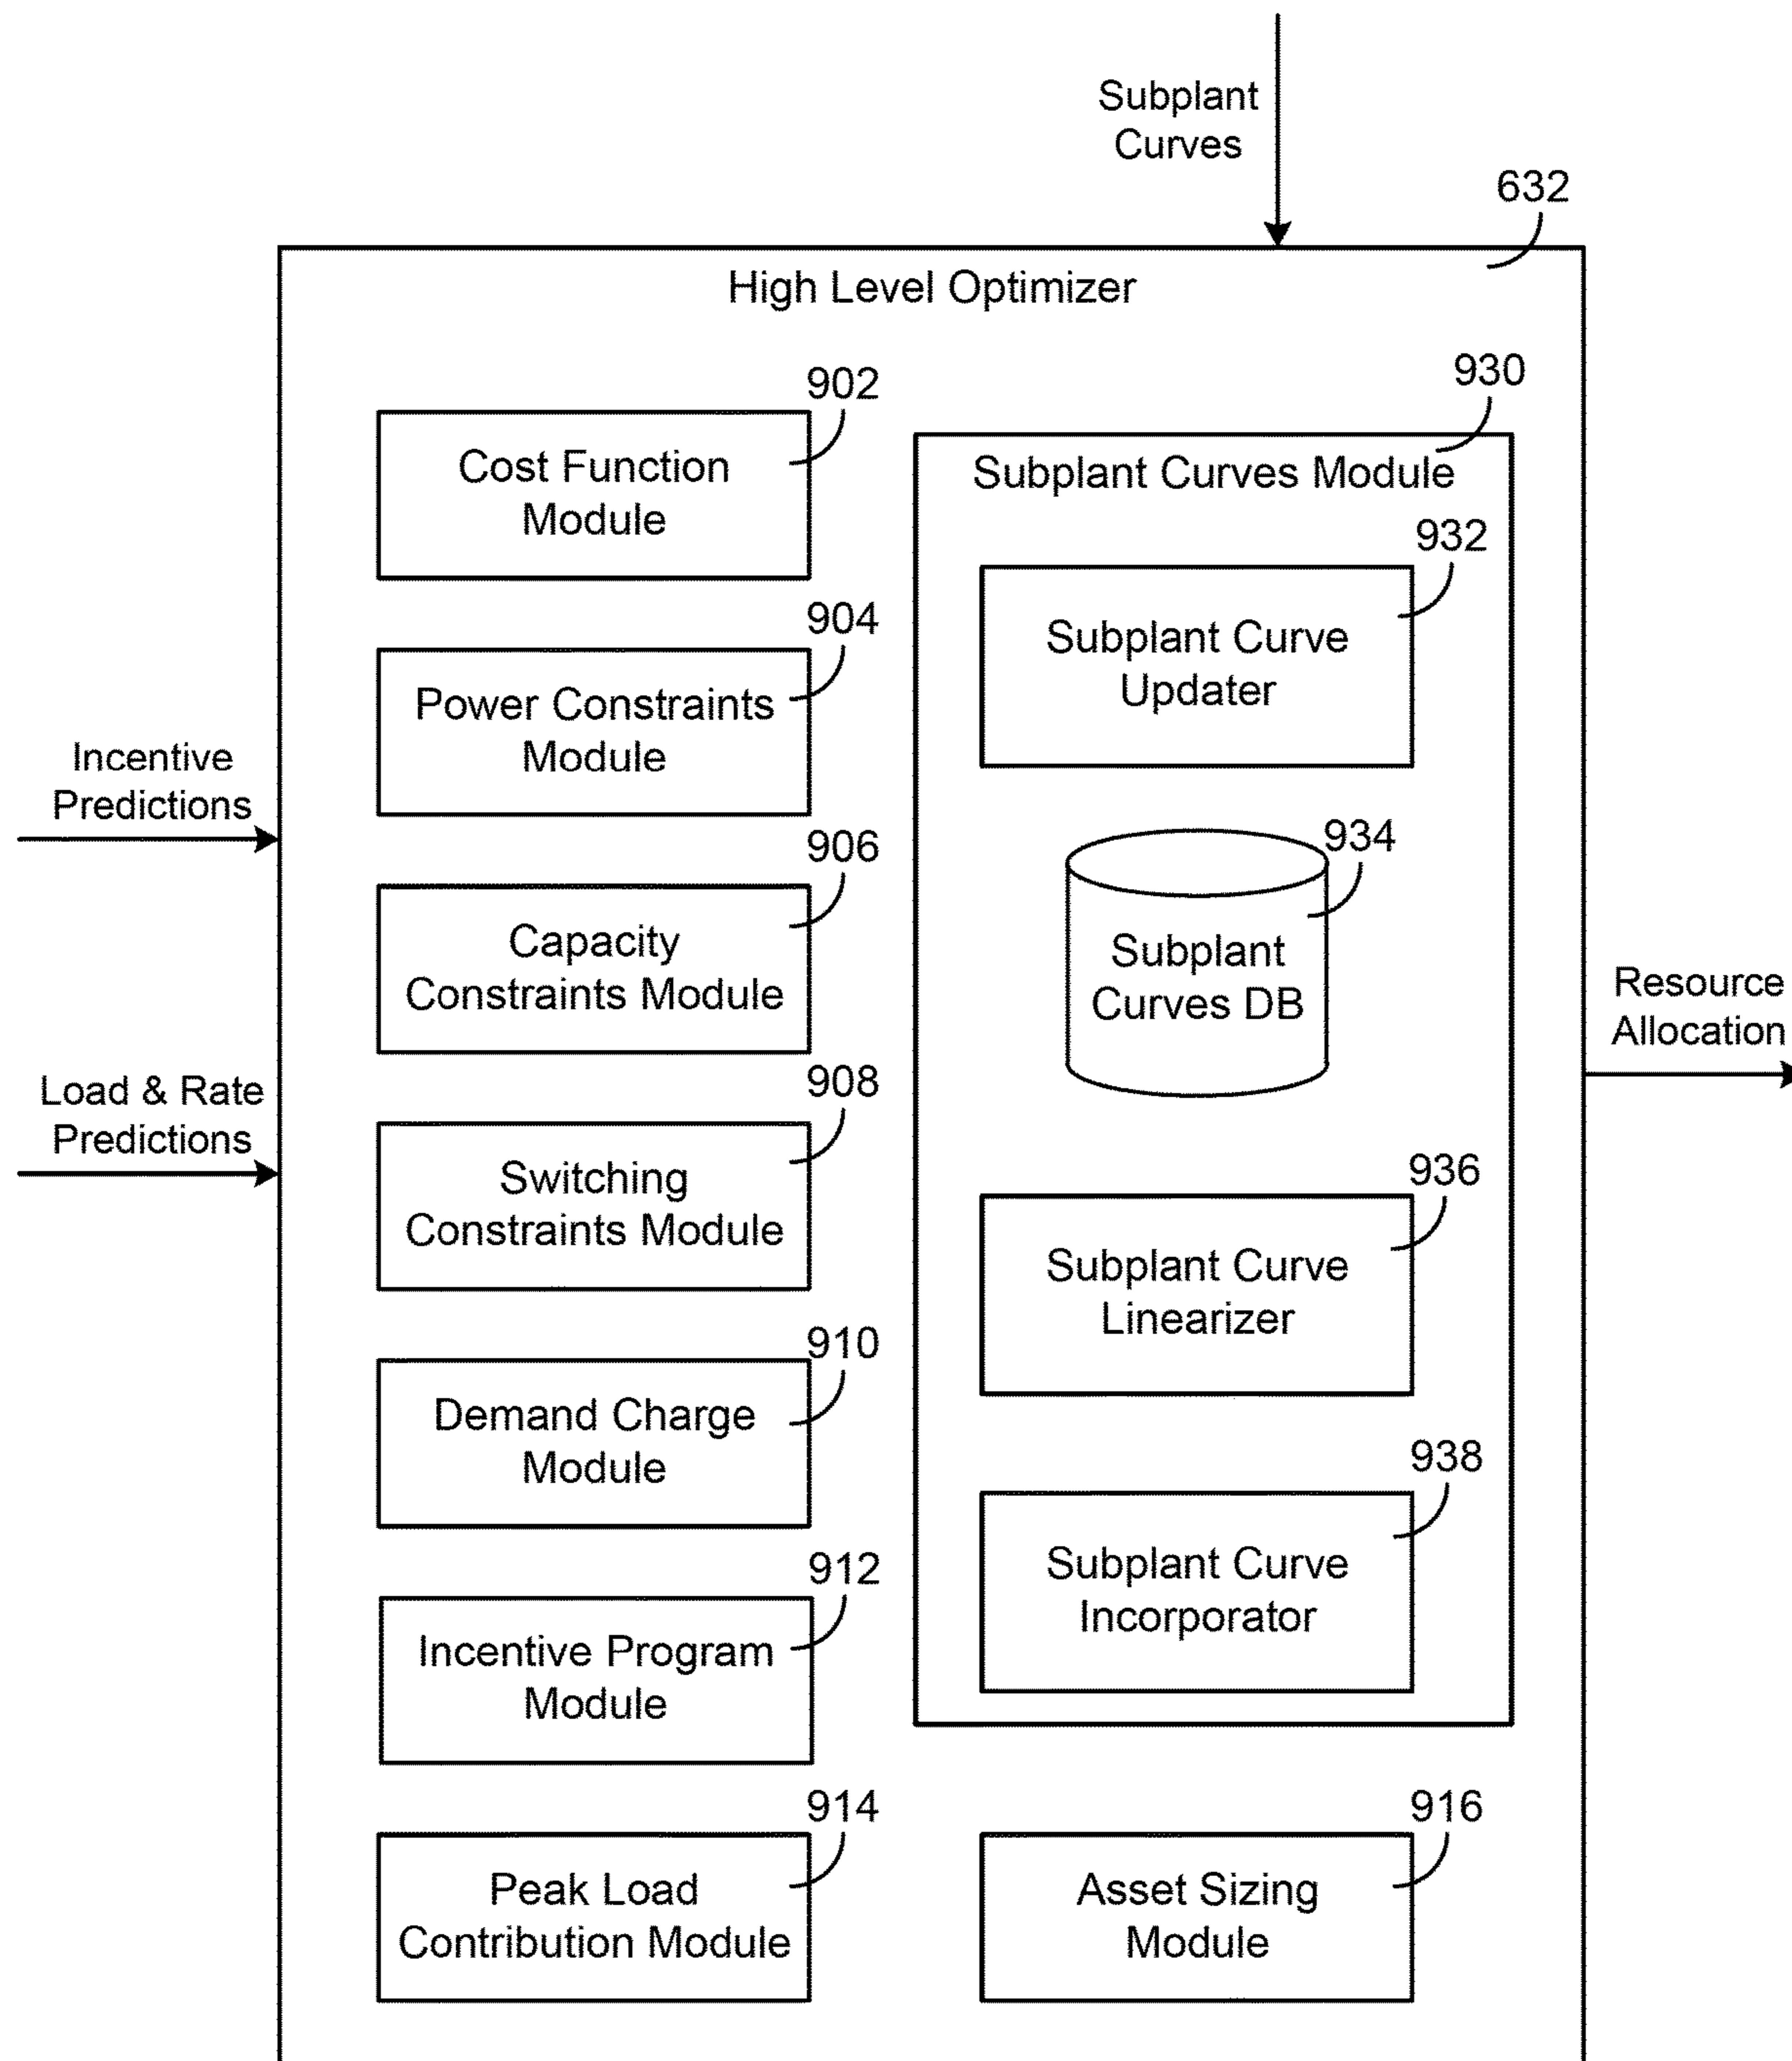 Subplant
Curves
632
High Level Optimizer
902
Cost Function
Module
904
Power Constraints
Module
Incentive
Predictions
906
Capacity
Constraints Module
Load & Rate
Predictions
908
Switching
Constraints Module
910
Demand Charge
Module
912
Incentive Program
Module
914
Peak Load
Contribution Module
930
Subplant Curves Module
932
Subplant Curve
Updater
934
Subplant
Curves DB
936
Subplant Curve
Linearizer
938
Subplant Curve
Incorporator
916
Asset Sizing
Module
Resource
Allocation